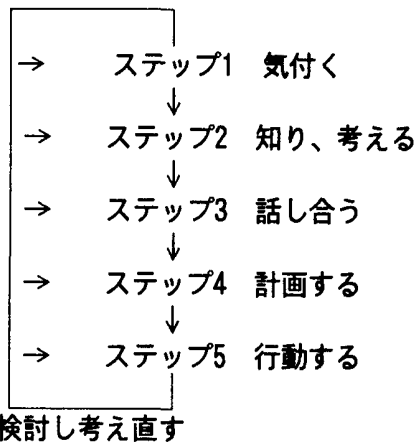 → ステップ1 気付く
↓
→ ステップ2 知り、考える
↓
→ ステップ3 話し合う
↓
→ ステップ4 計画する
↓
→ ステップ5 行動する
検討し考え直す